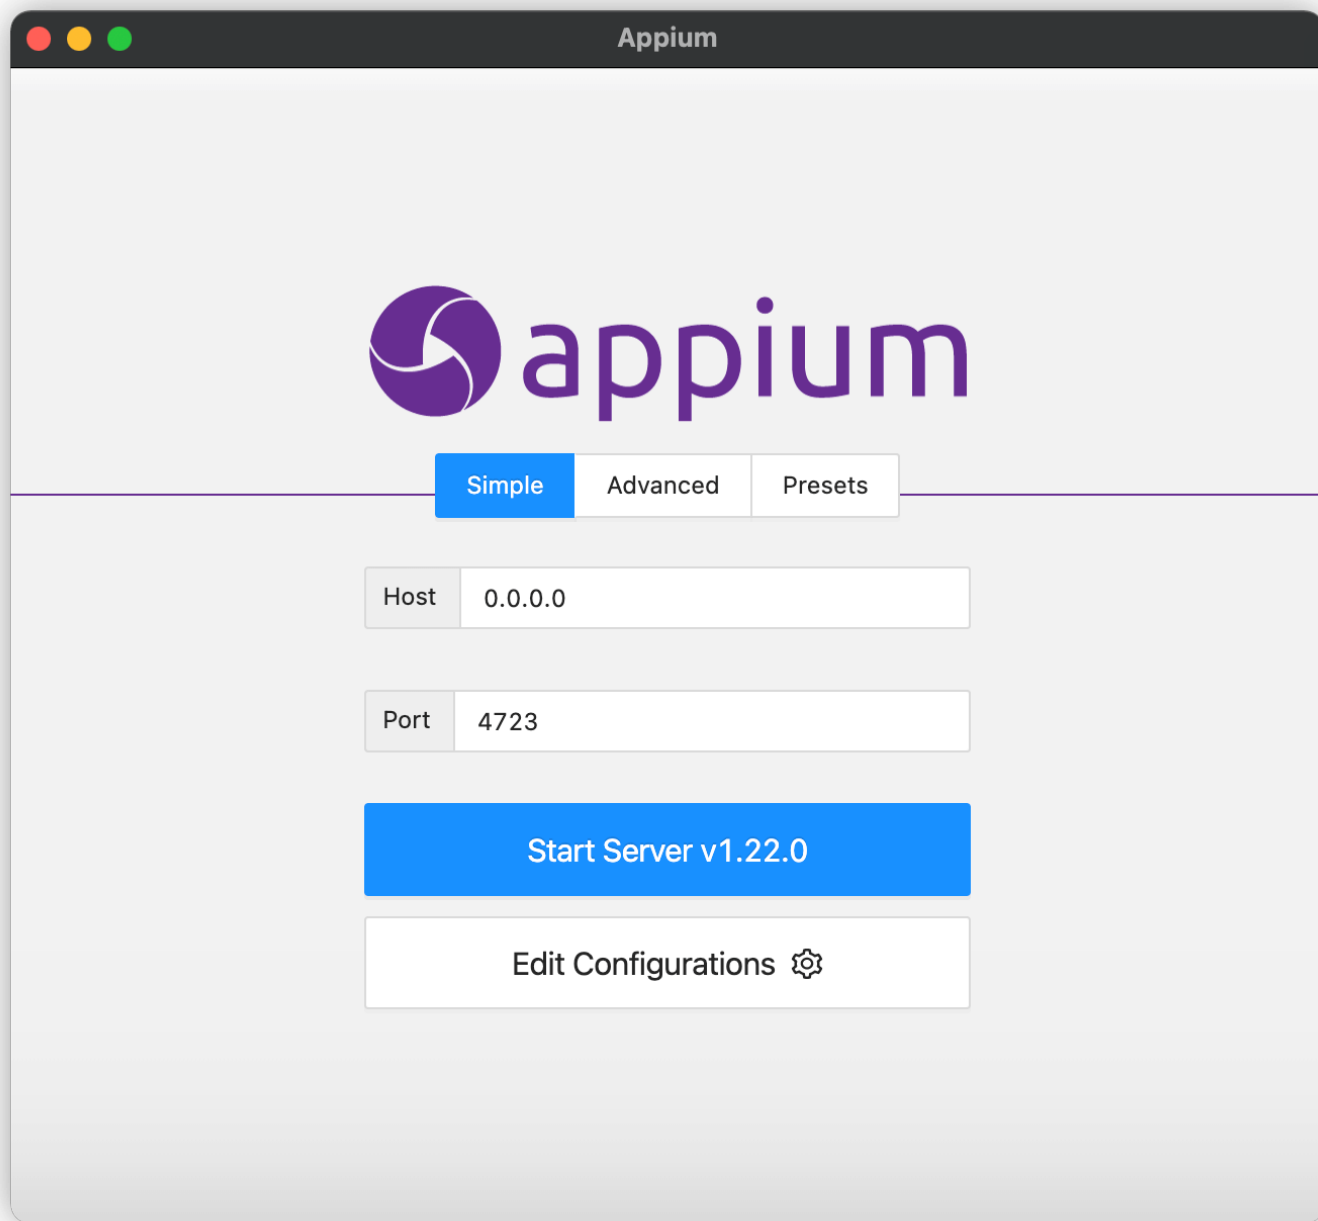 Appium
appium
Simple Advanced Presets
Host 0.0.0.0
Port 4723
Start Server v1.22.0
Edit Configurations